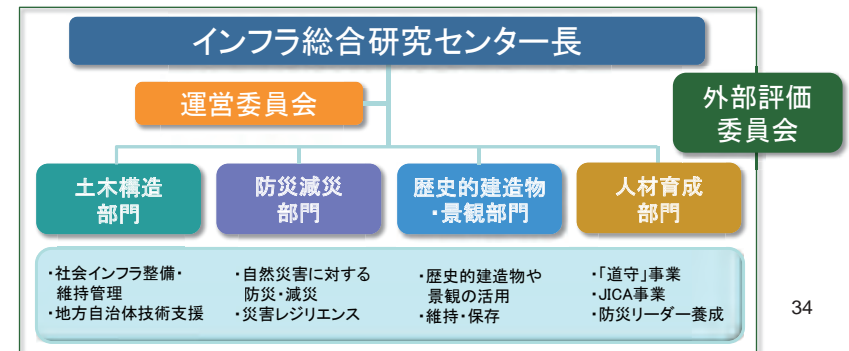 インフラ総合研究センター長
運営委員会
外部評価
委員会
土木構造
部門
防災減災
部門
歴史的建造物
・景観部門
人材育成
部門
・社会インフラ整備・
維持管理
・地方自治体技術支援
・自然災害に対する
防災・減災
・災害レジリエンス
・歴史的建造物や
景観の活用
・維持・保存
・「道守」事業
・JICA事業
・防災リーダー養成
34